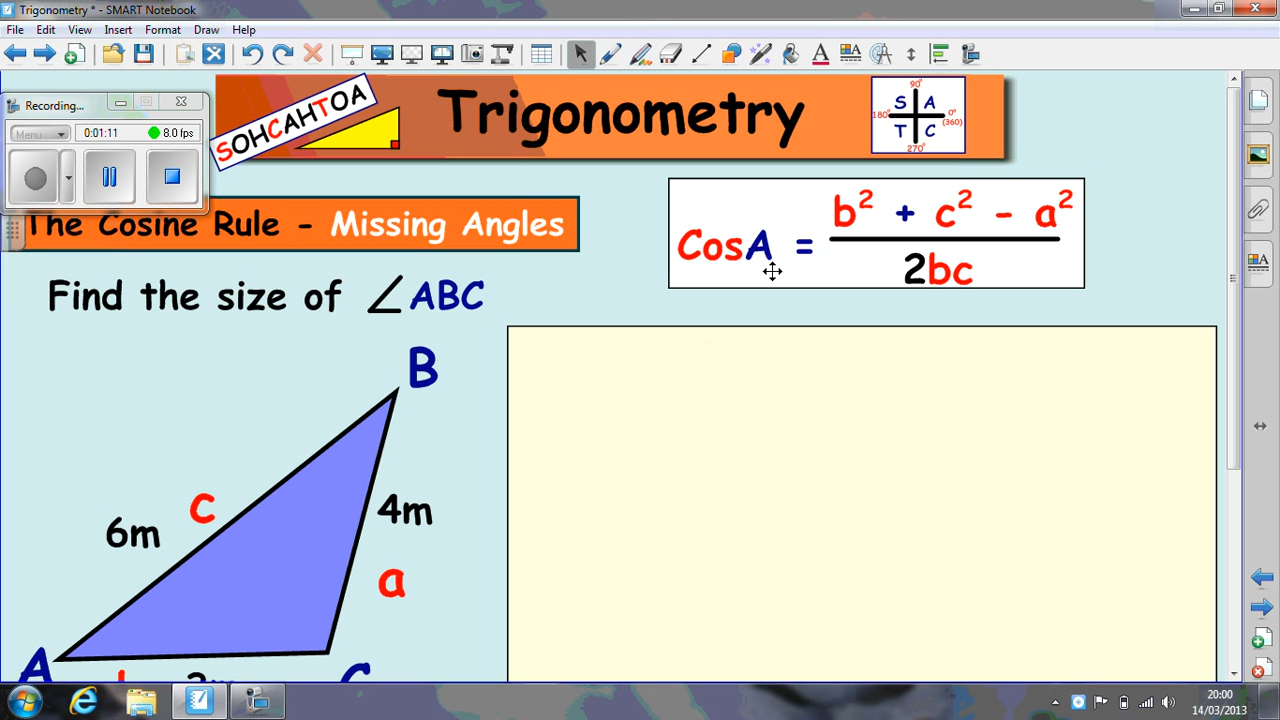 Trigonometry * - SMART Notebook
File Edit View Insert Format Draw Help
Recording...
Menu 0:01:11 8.0 fps
SOHCAHTOA
Trigonometry
90°
S A
180° 0° (360)
T C
270°
The Cosine Rule - Missing Angles
CosA = b² + c² - a²
2bc
Find the size of ∠ABC
B
c
6m
4m
a
A
20:00
14/03/2013